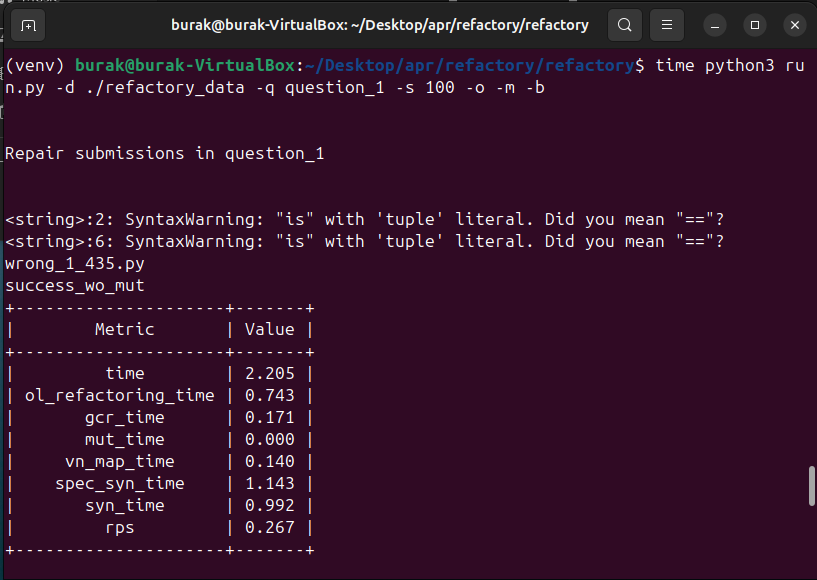 burak@burak-VirtualBox: ~/Desktop/apr/refactory/refactory
(venv) burak@burak-VirtualBox:~/Desktop/apr/refactory/refactory$ time python3 ru
n.py -d ./refactory_data -q question_1 -s 100 -o -m -b
Repair submissions in question_1
<string>:2: SyntaxWarning: "is" with 'tuple' literal. Did you mean "=="?
<string>:6: SyntaxWarning: "is" with 'tuple' literal. Did you mean "=="?
wrong_1_435.py
success_wo_mut
+----------------------+-------+
|        Metric        | Value |
+----------------------+-------+
|         time         | 2.205 |
| ol_refactoring_time | 0.743 |
|       gcr_time       | 0.171 |
|       mut_time       | 0.000 |
|     vn_map_time      | 0.140 |
|    spec_syn_time     | 1.143 |
|       syn_time       | 0.992 |
|         rps          | 0.267 |
+----------------------+-------+